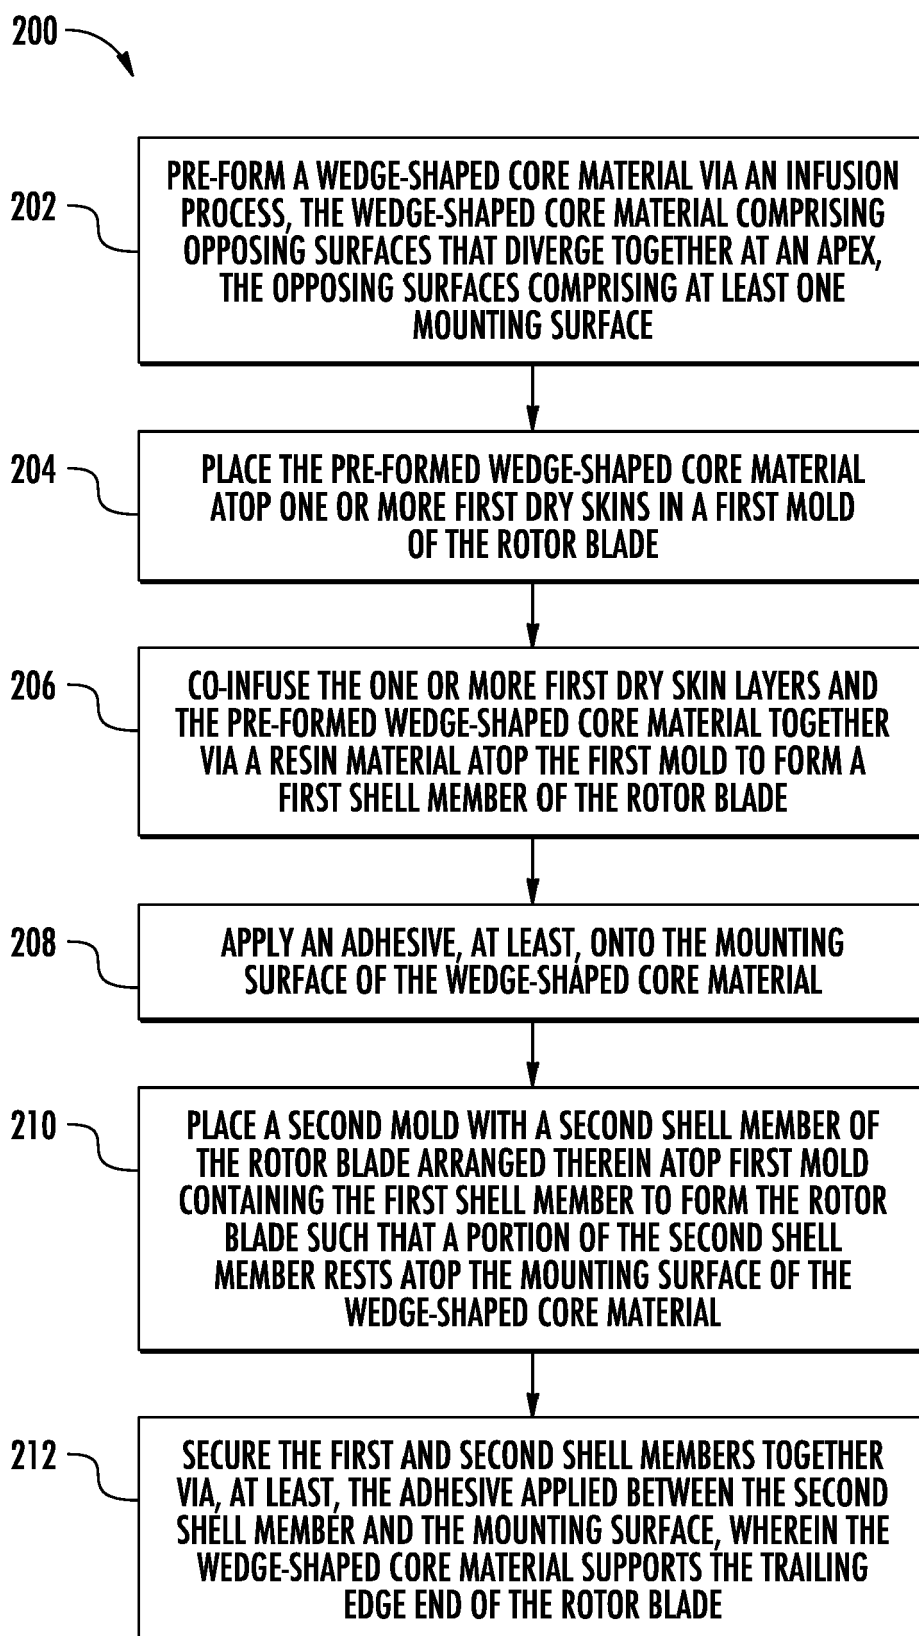 200
202
PRE-FORM A WEDGE-SHAPED CORE MATERIAL VIA AN INFUSION
PROCESS, THE WEDGE-SHAPED CORE MATERIAL COMPRISING
OPPOSING SURFACES THAT DIVERGE TOGETHER AT AN APEX,
THE OPPOSING SURFACES COMPRISING AT LEAST ONE
MOUNTING SURFACE
204
PLACE THE PRE-FORMED WEDGE-SHAPED CORE MATERIAL
ATOP ONE OR MORE FIRST DRY SKINS IN A FIRST MOLD
OF THE ROTOR BLADE
206
CO-INFUSE THE ONE OR MORE FIRST DRY SKIN LAYERS AND
THE PRE-FORMED WEDGE-SHAPED CORE MATERIAL TOGETHER
VIA A RESIN MATERIAL ATOP THE FIRST MOLD TO FORM A
FIRST SHELL MEMBER OF THE ROTOR BLADE
208
APPLY AN ADHESIVE, AT LEAST, ONTO THE MOUNTING
SURFACE OF THE WEDGE-SHAPED CORE MATERIAL
210
PLACE A SECOND MOLD WITH A SECOND SHELL MEMBER OF
THE ROTOR BLADE ARRANGED THEREIN ATOP FIRST MOLD
CONTAINING THE FIRST SHELL MEMBER TO FORM THE ROTOR
BLADE SUCH THAT A PORTION OF THE SECOND SHELL
MEMBER RESTS ATOP THE MOUNTING SURFACE OF THE
WEDGE-SHAPED CORE MATERIAL
212
SECURE THE FIRST AND SECOND SHELL MEMBERS TOGETHER
VIA, AT LEAST, THE ADHESIVE APPLIED BETWEEN THE SECOND
SHELL MEMBER AND THE MOUNTING SURFACE, WHEREIN THE
WEDGE-SHAPED CORE MATERIAL SUPPORTS THE TRAILING
EDGE END OF THE ROTOR BLADE